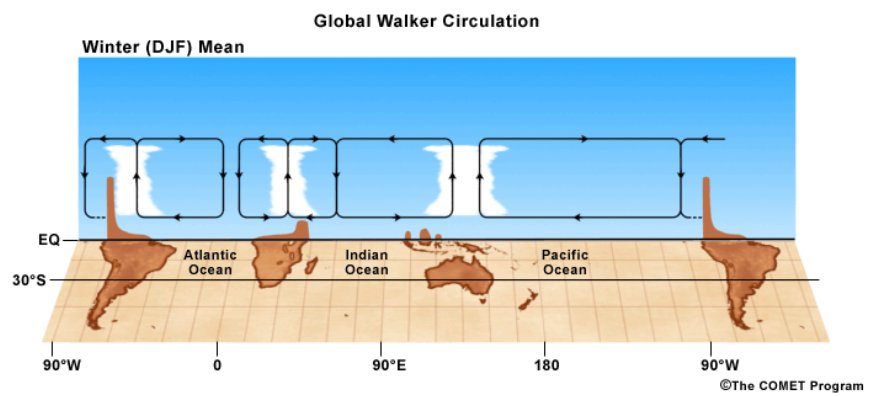 Global Walker Circulation
Winter (DJF) Mean
EQ
Atlantic
Ocean
Indian
Ocean
Pacific
Ocean
30°S
90°W
0
90°E
180
90°W
©The COMET Program